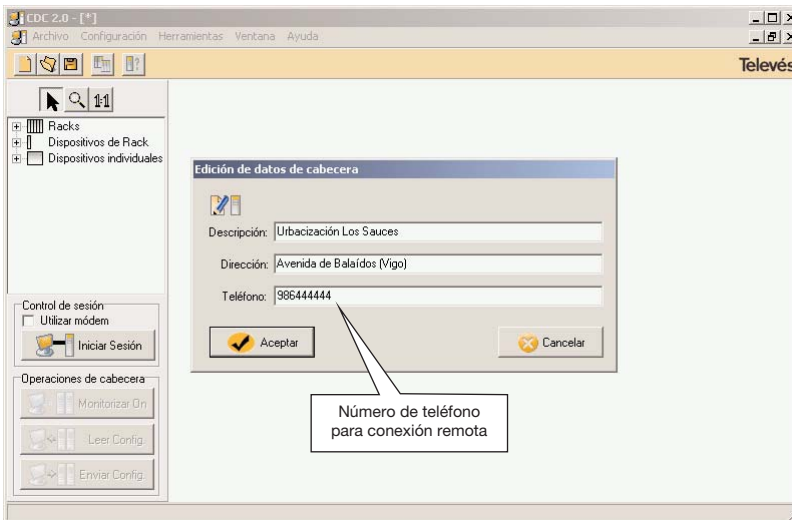 CDC 2.0 - [*]
Archivo Configuración Herramientas Ventana Ayuda
Televés
1:1
Racks
Dispositivos de Rack
Dispositivos individuales
Edición de datos de cabecera
Descripción: Urbacización Los Sauces
Dirección: Avenida de Balaídos (Vigo)
Teléfono: 986444444
Aceptar
Cancelar
Control de sesión
Utilizar módem
Iniciar Sesión
Operaciones de cabecera
Monitorizar On
Leer Config.
Enviar Config.
Número de teléfono
para conexión remota